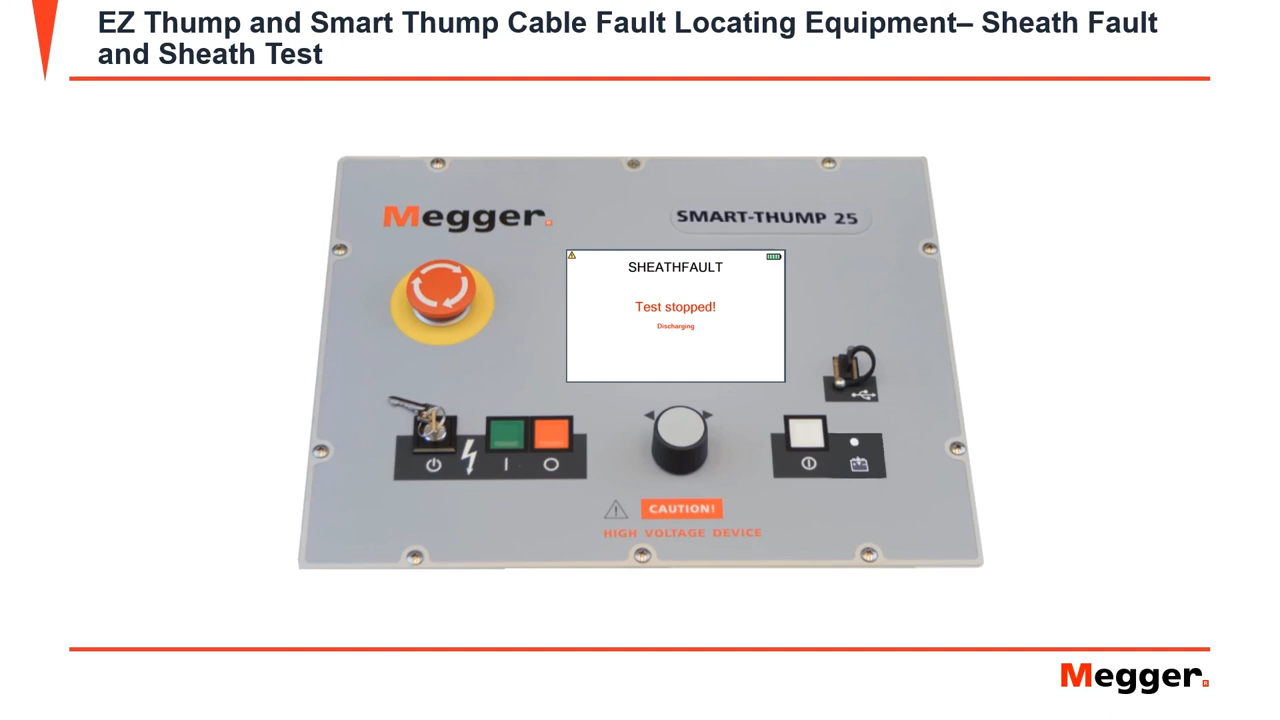 EZ Thump and Smart Thump Cable Fault Locating Equipment– Sheath Fault
and Sheath Test
Megger.
SMART-THUMP 25
SHEATHFAULT
Test stopped!
Discharging
CAUTION!
HIGH VOLTAGE DEVICE
Megger.